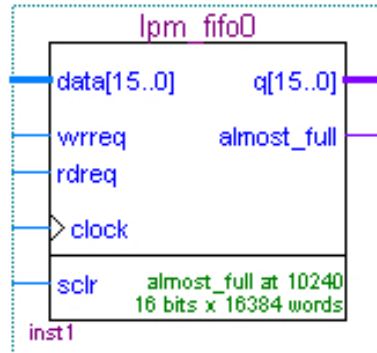 lpm_fifo0
data[15..0] q[15..0]
wrreq almost_full
rdreq
clock
sclr almost_full at 10240
16 bits x 16384 words
inst1